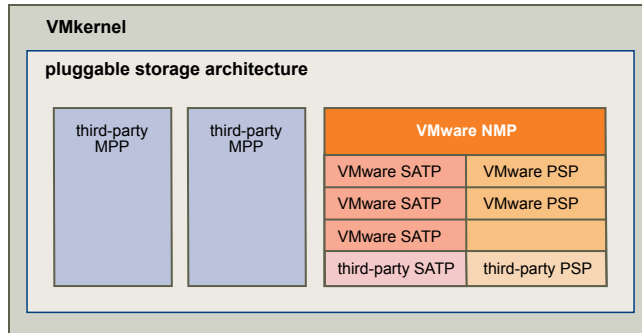 VMkernel
pluggable storage architecture
third-party
MPP
third-party
MPP
VMware NMP
VMware SATP
VMware PSP
VMware SATP
VMware PSP
VMware SATP
third-party SATP
third-party PSP